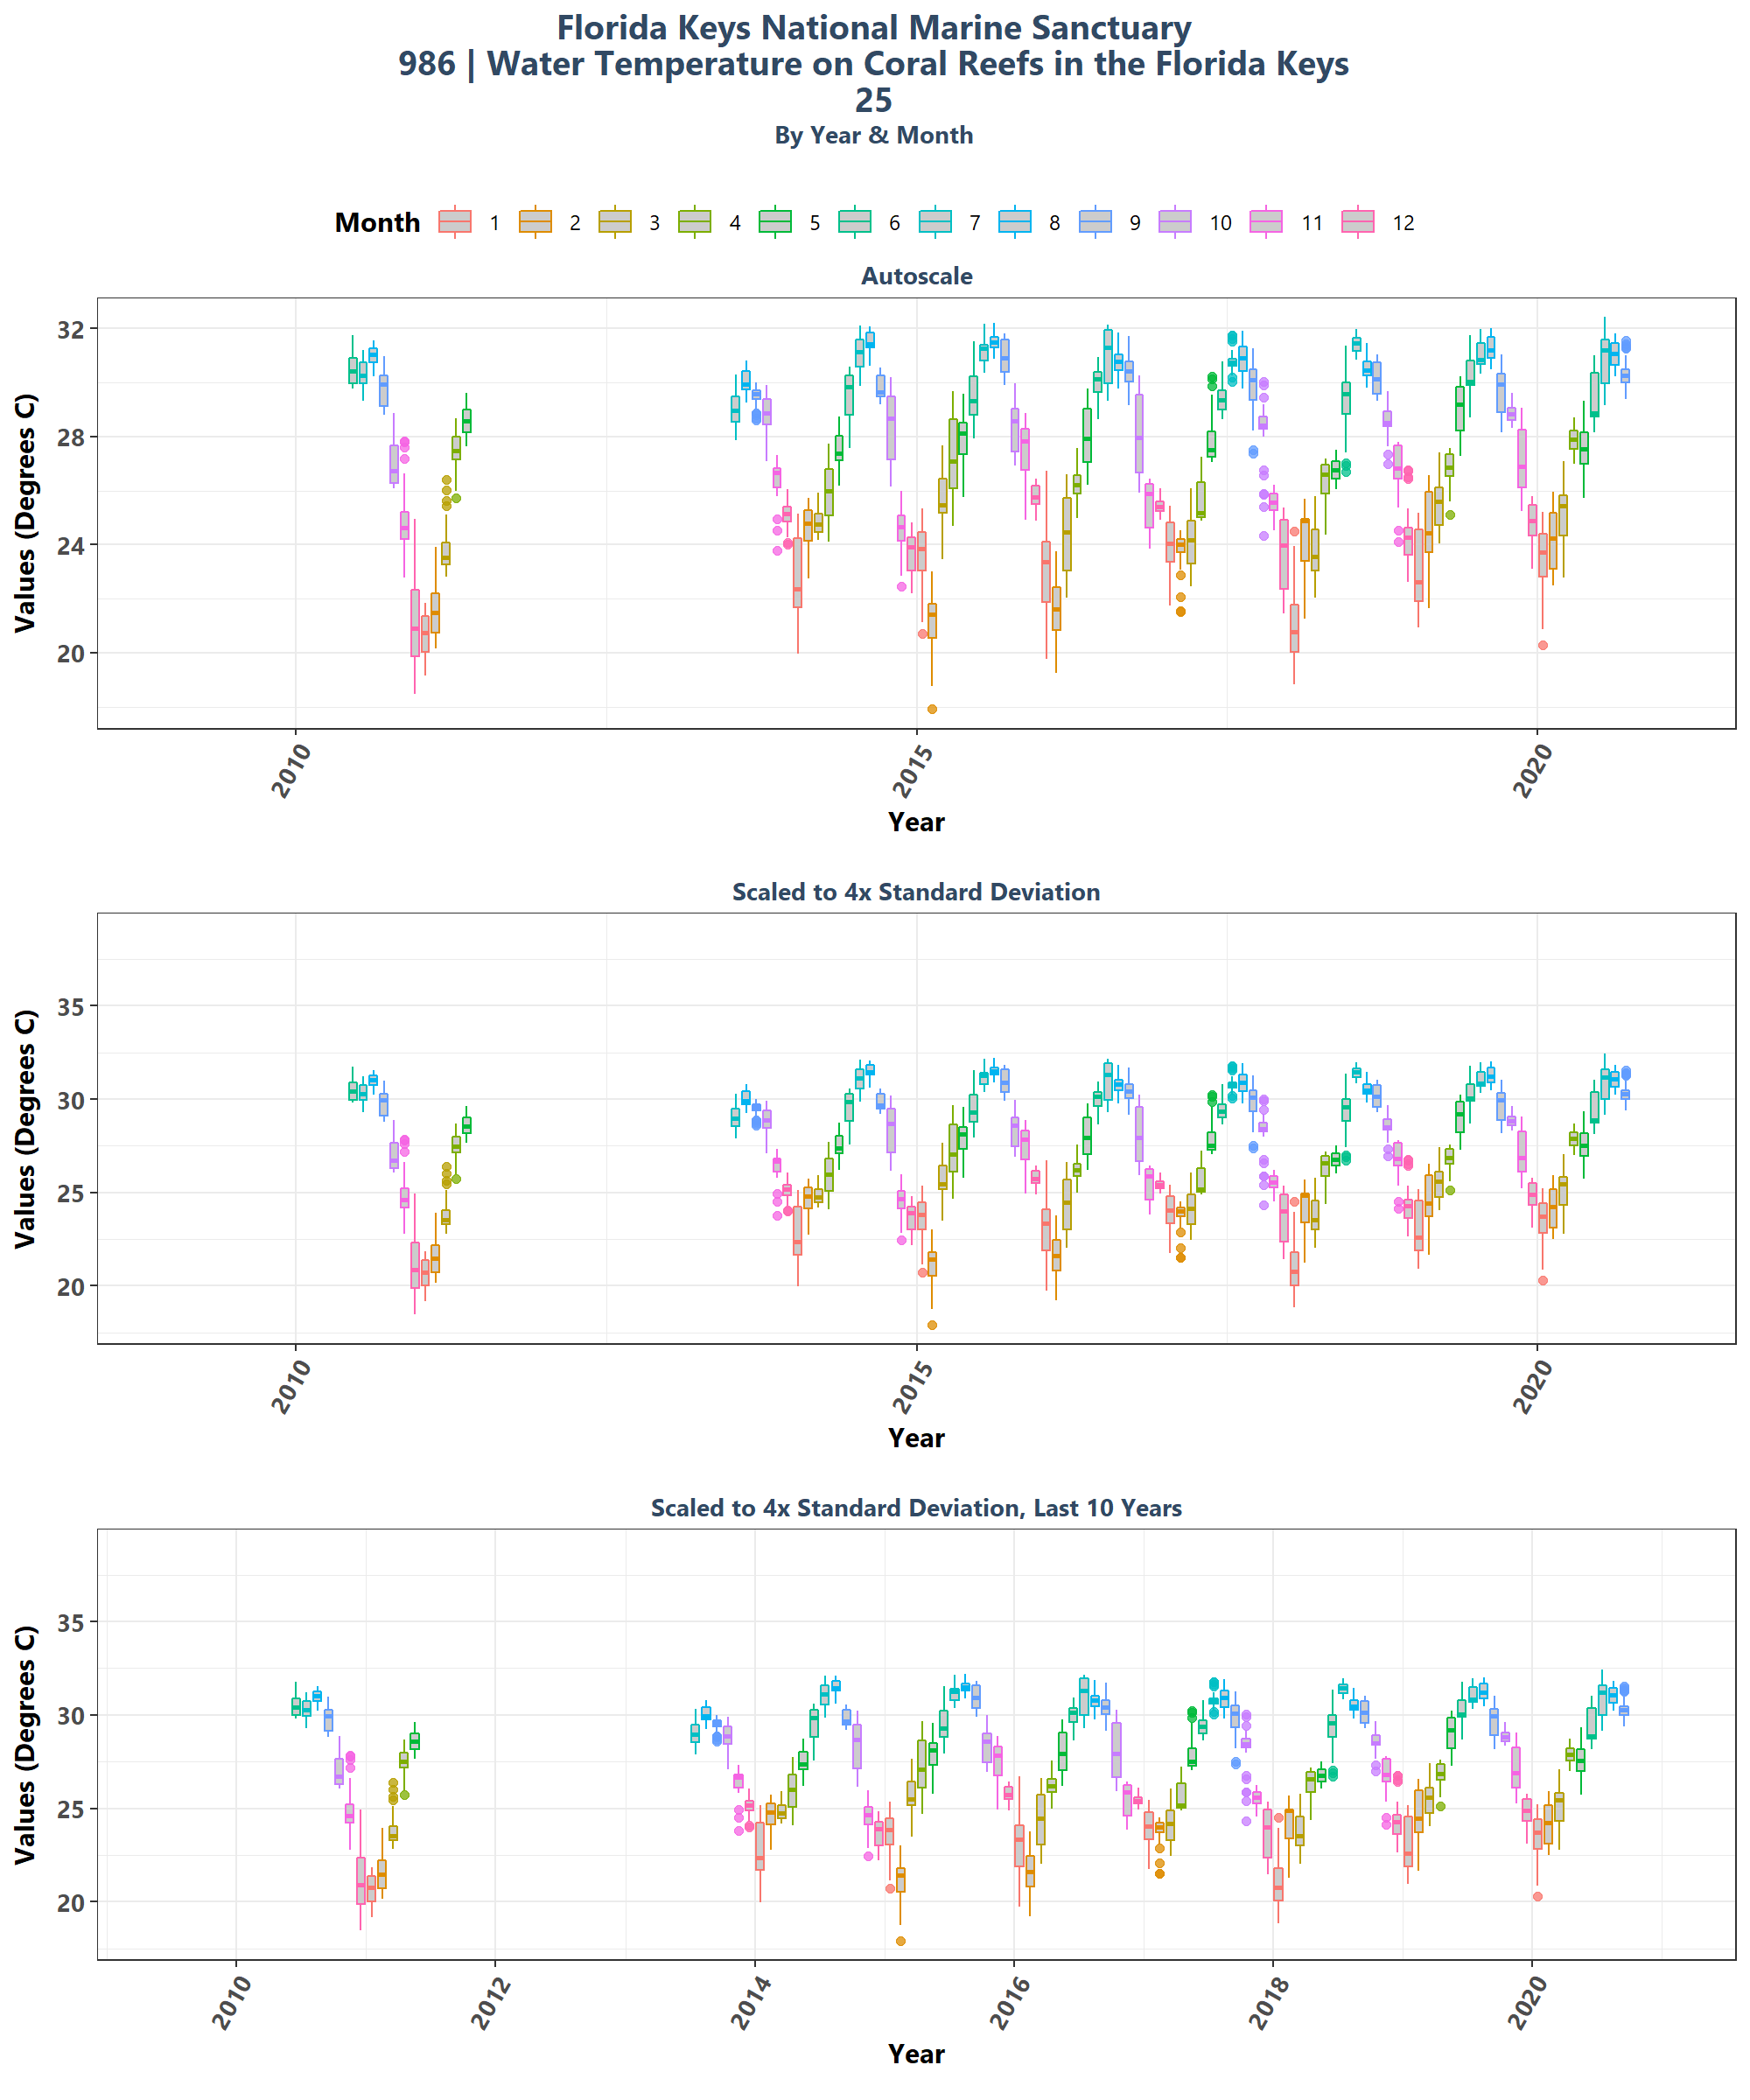 Florida Keys National Marine Sanctuary
986 | Water Temperature on Coral Reefs in the Florida Keys
25
By Year & Month
Month 1 2 3 4 5 6 7 8 9 10 11 12
Autoscale
Values (Degrees C)
32
28
24
20
2010 2015 2020
Year
Scaled to 4x Standard Deviation
Values (Degrees C)
35
30
25
20
2010 2015 2020
Year
Scaled to 4x Standard Deviation, Last 10 Years
Values (Degrees C)
35
30
25
20
2010 2012 2014 2016 2018 2020
Year